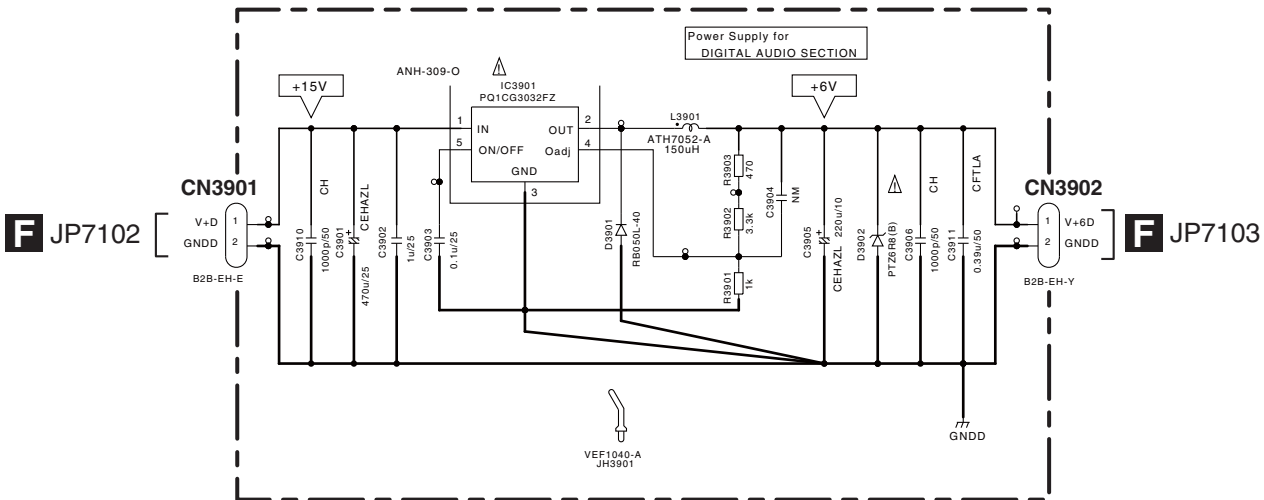 Power Supply for
DIGITAL AUDIO SECTION
ANH-309-O
IC3901
PQ1CG3032FZ
+15V
+6V
1
IN
OUT
2
5
ON/OFF
Oadj
4
GND
3
L3901
ATH7052-A
150uH
CN3901
F JP7102
V+D
1
GNDD
2
B2B-EH-E
CH
C3910
1000p/50
CEHAZL
C3901
+
470u/25
C3902
1u/25
C3903
0.1u/25
D3901
RB050L-40
R3903
470
R3902
3.3k
R3901
1k
C3904
NM
C3905
+
CEHAZL 220u/10
D3902
PTZ6R8(B)
CH
C3906
1000p/50
CFTLA
C3911
0.39u/50
CN3902
1
V+6D
2
GNDD
B2B-EH-Y
F JP7103
GNDD
VEF1040-A
JH3901